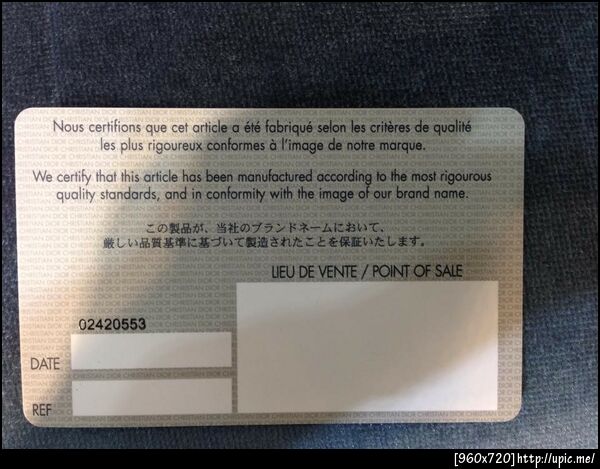 Nous certifions que cet article a été fabriqué selon les critères de qualité
les plus rigoureux conformes à l'image de notre marque.
We certify that this article has been manufactured according to the most rigourous
quality standards, and in conformity with the image of our brand name.
この製品が、当社のブランドネームにおいて、
厳しい品質基準に基づいて製造されたことを保証いたします。
LIEU DE VENTE / POINT OF SALE
02420553
DATE
REF
[960x720]http://upic.me/